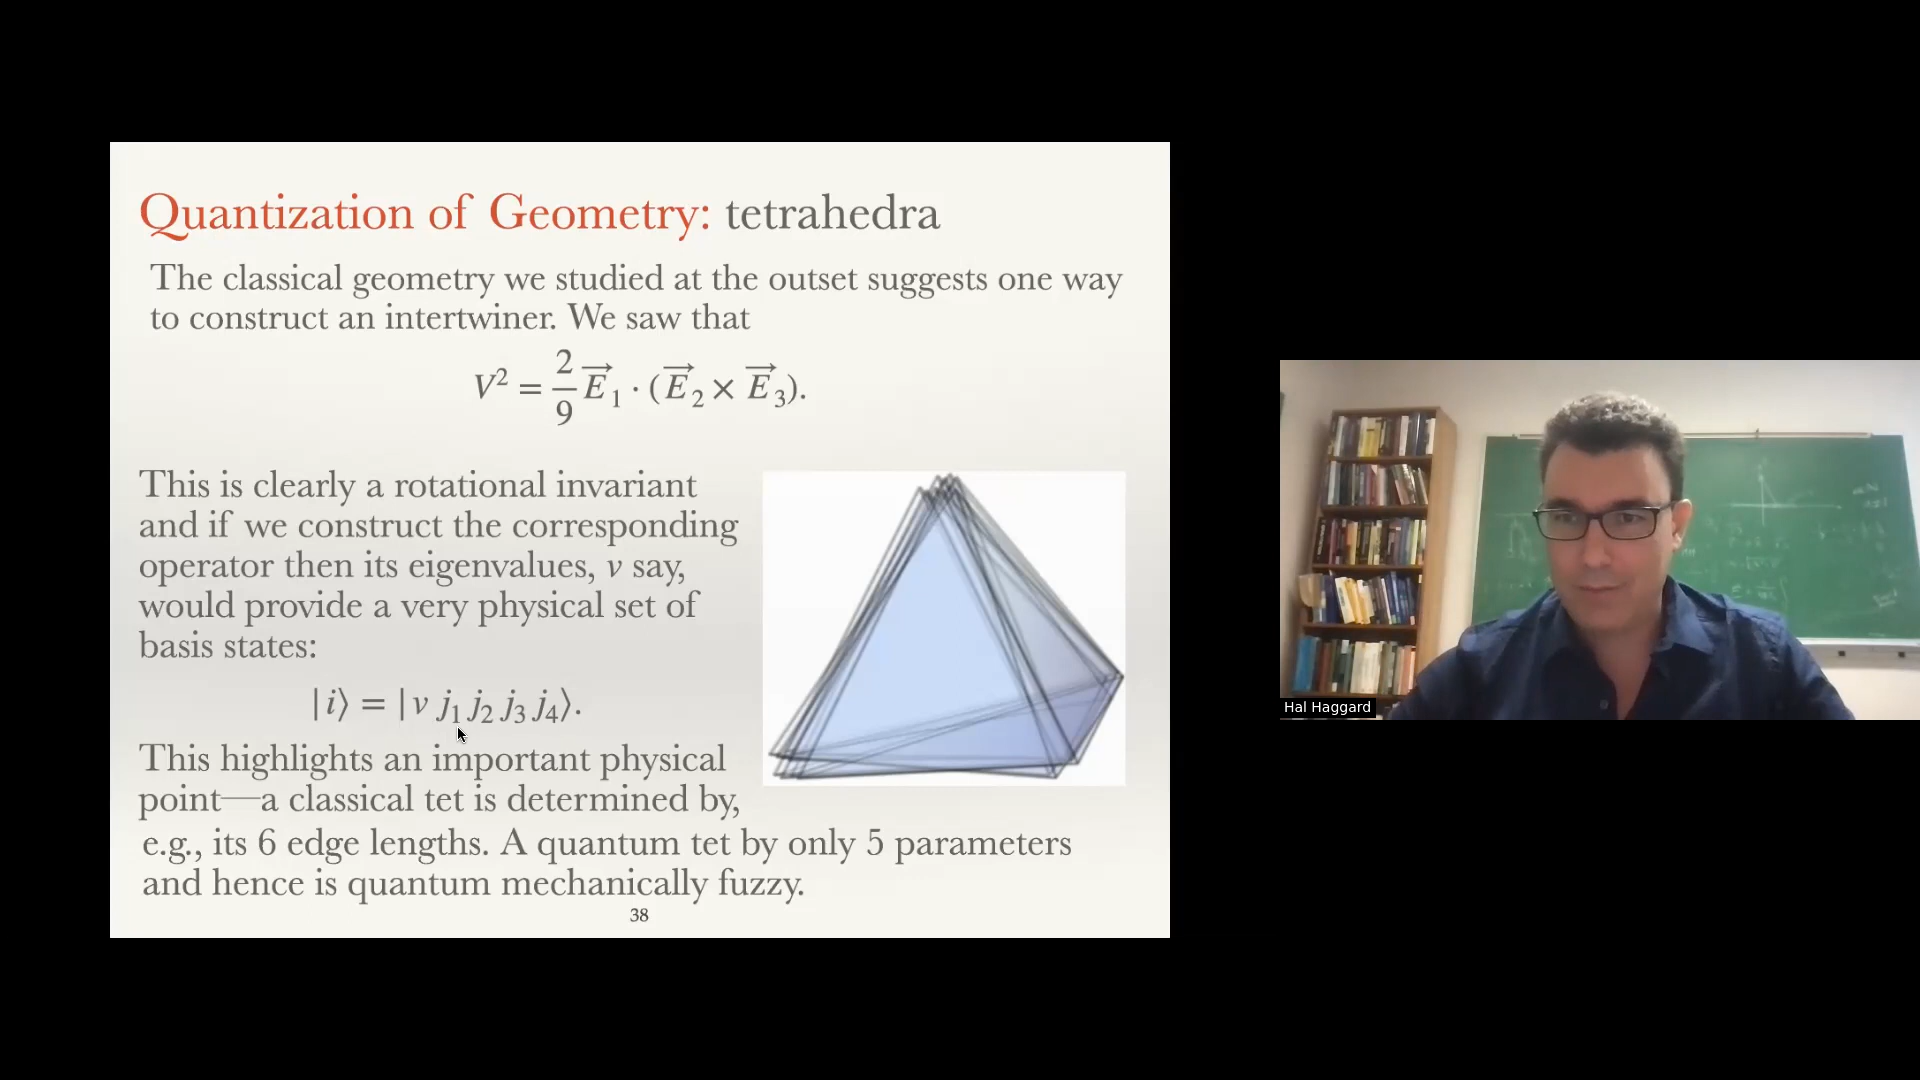 Quantization of Geometry: tetrahedra
The classical geometry we studied at the outset suggests one way
to construct an intertwiner. We saw that
V² = 2/9 E⃗₁ · (E⃗₂ × E⃗₃).
This is clearly a rotational invariant
and if we construct the corresponding
operator then its eigenvalues, v say,
would provide a very physical set of
basis states:
|i⟩ = |v j₁ j₂ j₃ j₄⟩.
This highlights an important physical
point—a classical tet is determined by,
e.g., its 6 edge lengths. A quantum tet by only 5 parameters
and hence is quantum mechanically fuzzy.
38
Hal Haggard